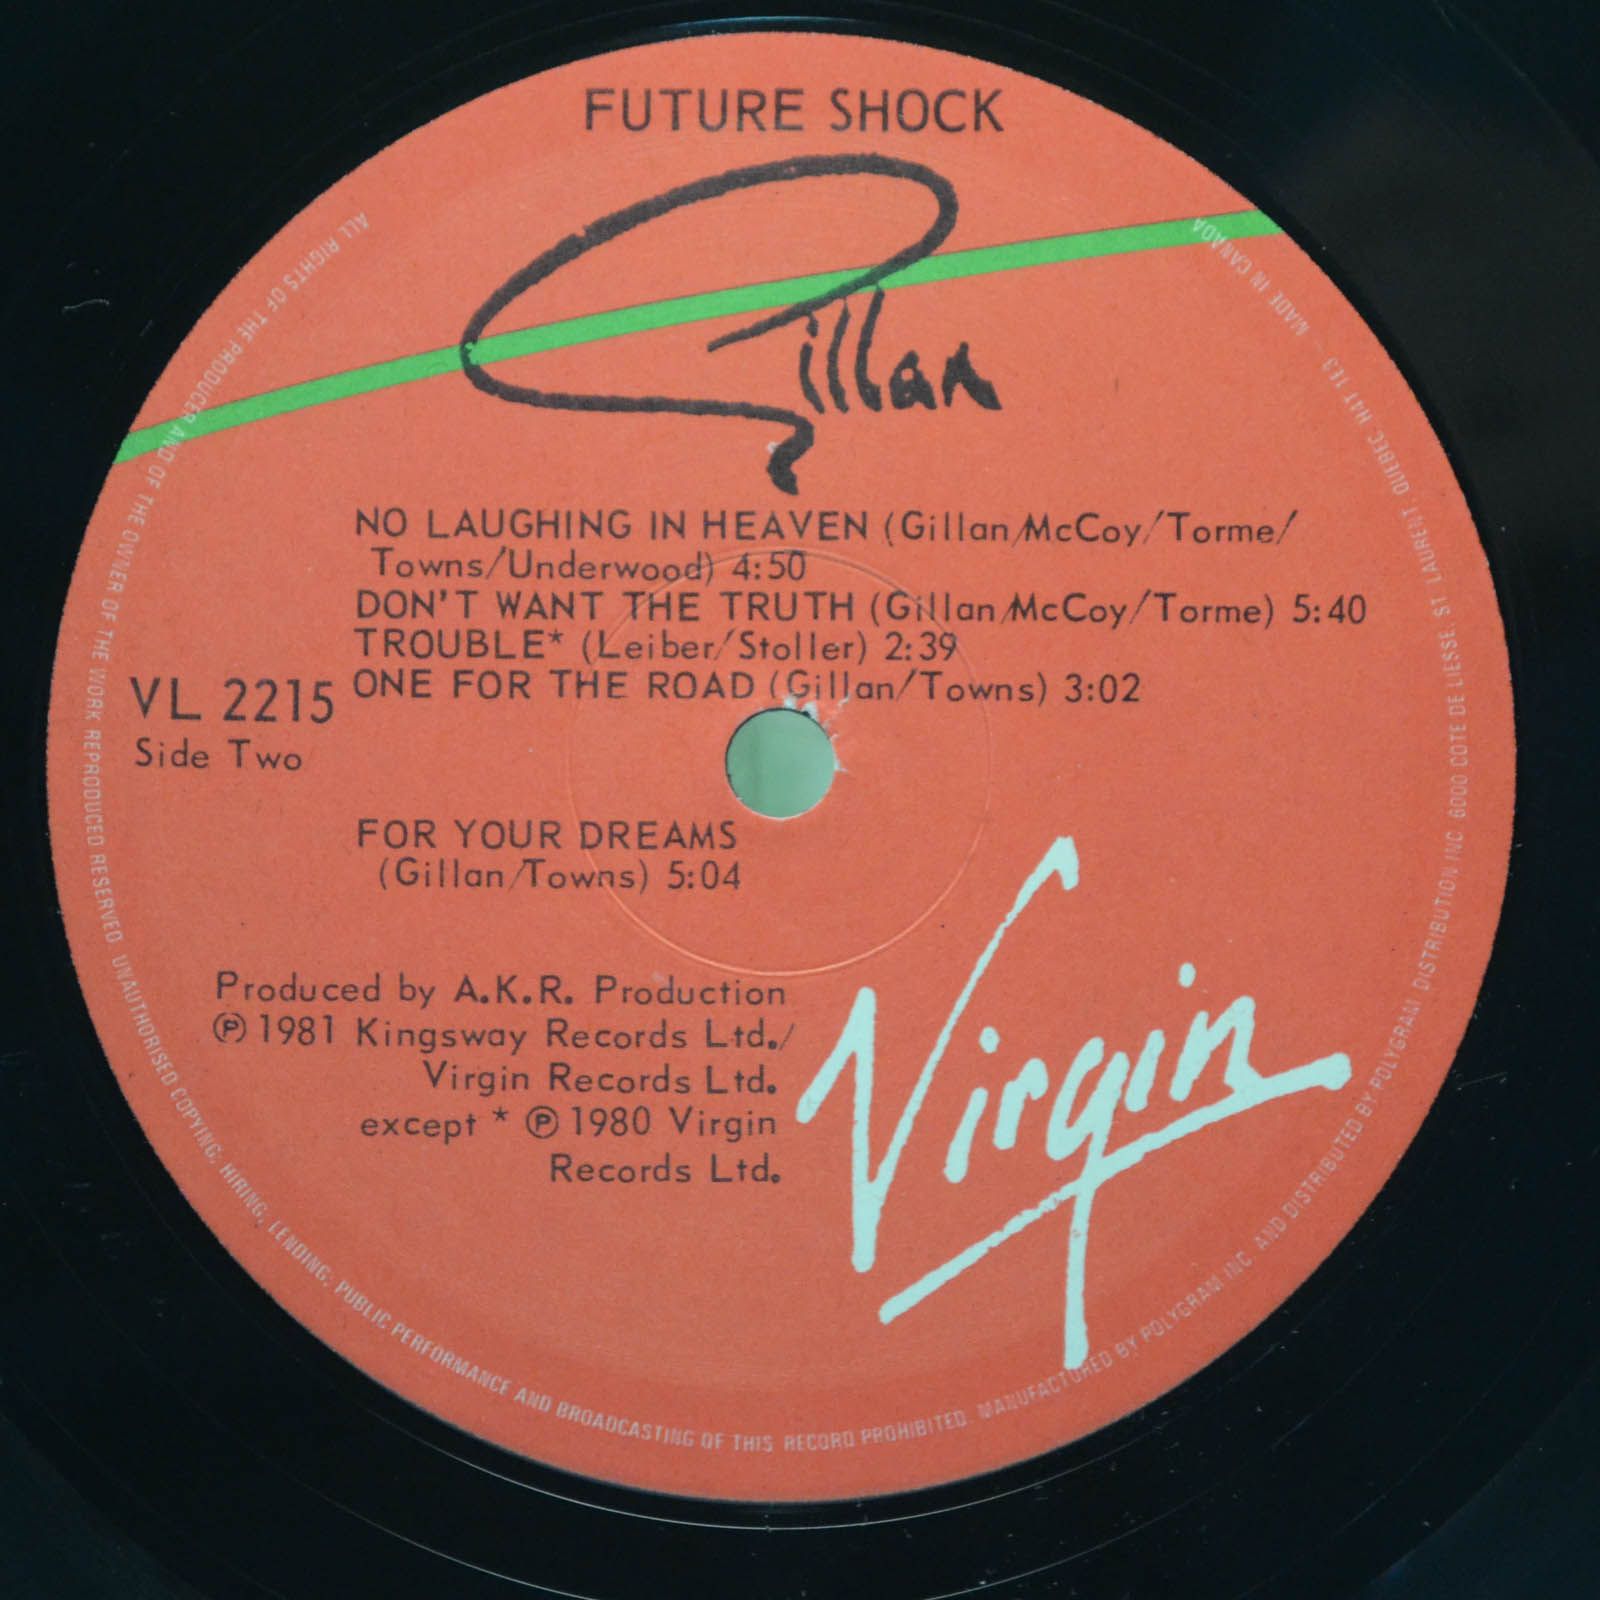 FUTURE SHOCK
Gillan
NO LAUGHING IN HEAVEN (Gillan/McCoy/Torme/
Towns/Underwood) 4:50
DON'T WANT THE TRUTH (Gillan/McCoy/Torme) 5:40
TROUBLE* (Leiber/Stoller) 2:39
ONE FOR THE ROAD (Gillan/Towns) 3:02
VL 2215
Side Two
FOR YOUR DREAMS
(Gillan/Towns) 5:04
Produced by A.K.R. Production
℗ 1981 Kingsway Records Ltd./
Virgin Records Ltd.
except * ℗ 1980 Virgin
Records Ltd.
Virgin
ALL RIGHTS OF THE PRODUCER AND OF THE OWNER OF THE WORK REPRODUCED RESERVED. UNAUTHORISED COPYING; HIRING; LENDING; PUBLIC PERFORMANCE AND BROADCASTING OF THIS RECORD PROHIBITED. MANUFACTURED BY POLYGRAM INC. AND DISTRIBUTED BY POLYGRAM DISTRIBUTION INC 6000 COTE DE LIESSE, ST LAURENT, QUEBEC H4T 1E3 – MADE IN CANADA